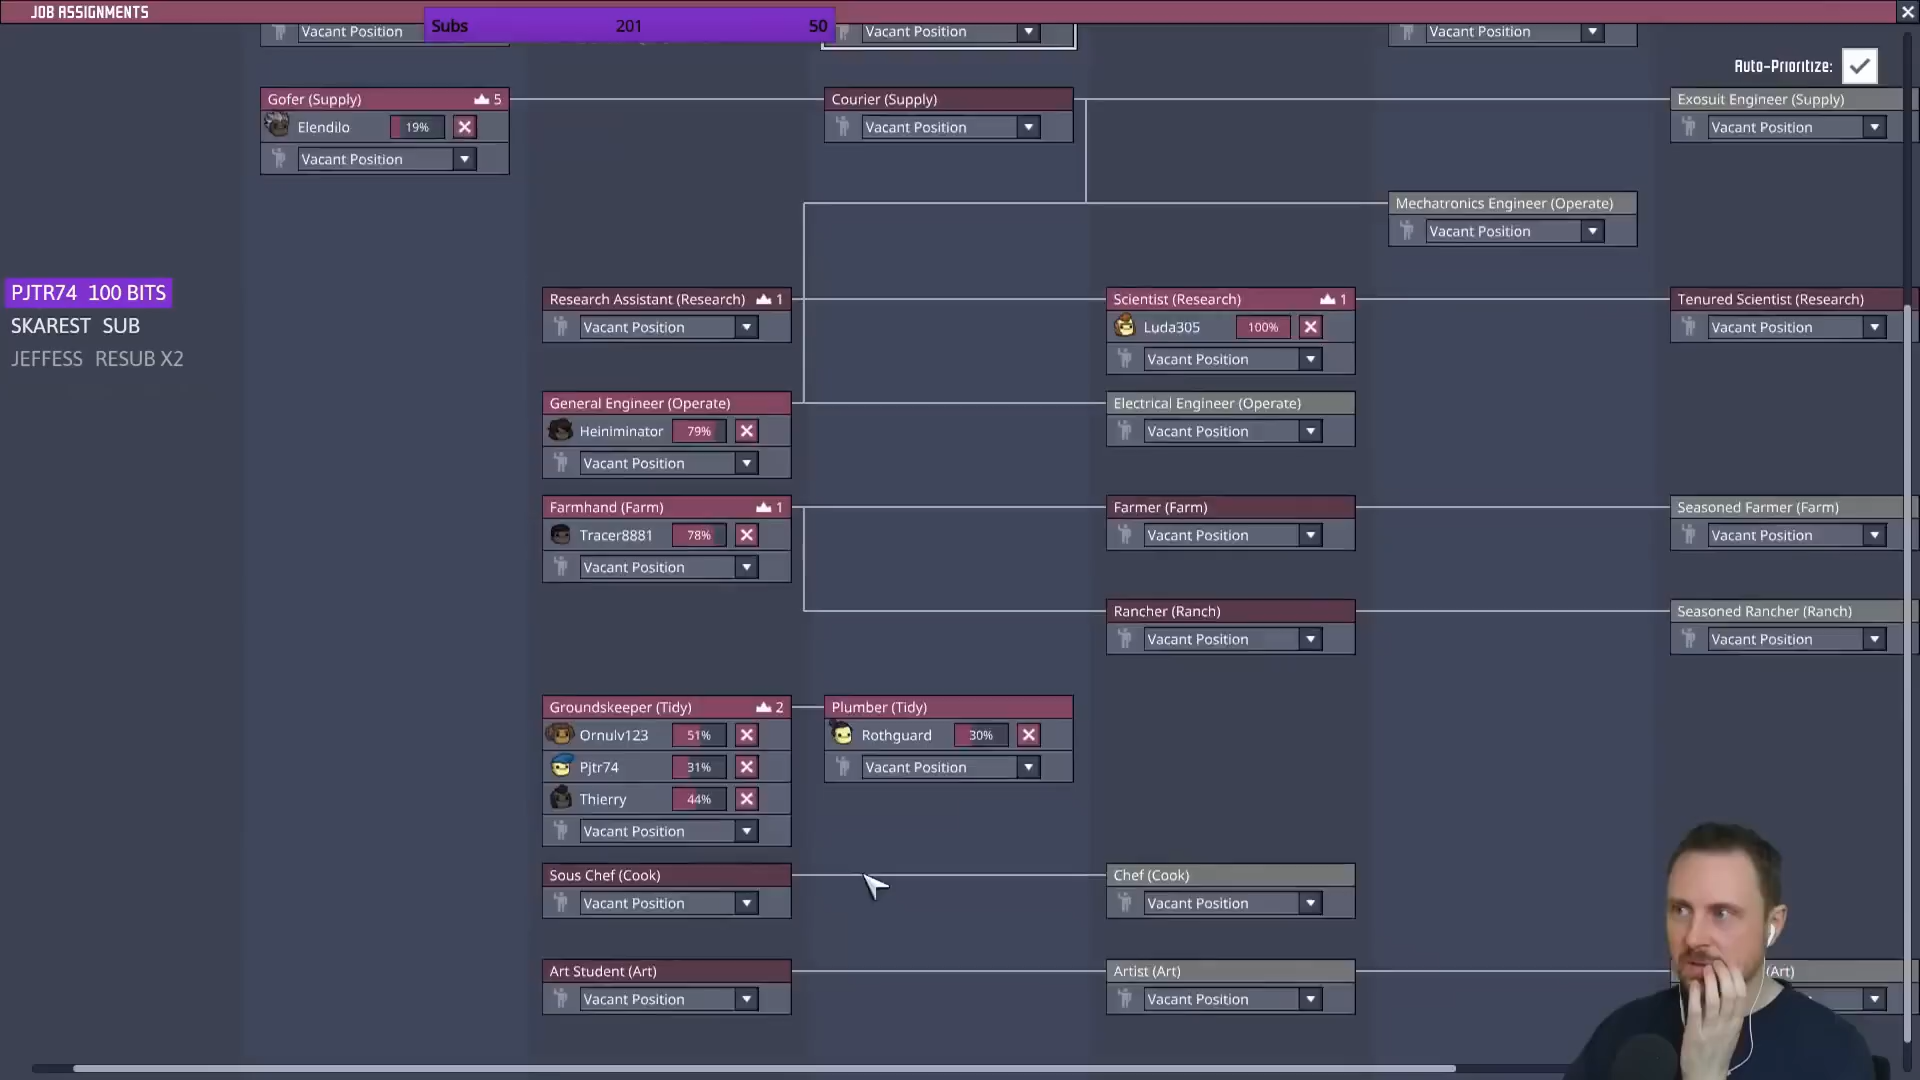 JOB ASSIGNMENTS
Subs 201 50
Vacant Position
Vacant Position
Vacant Position
Auto-Prioritize:
Gofer (Supply) 5
Elendilo 19%
Vacant Position
Courier (Supply)
Vacant Position
Exosuit Engineer (Supply)
Vacant Position
Mechatronics Engineer (Operate)
Vacant Position
PJTR74 100 BITS
SKAREST SUB
JEFFESS RESUB X2
Research Assistant (Research) 1
Vacant Position
Scientist (Research) 1
Luda305 100%
Vacant Position
Tenured Scientist (Research)
Vacant Position
General Engineer (Operate)
Heiniminator 79%
Vacant Position
Electrical Engineer (Operate)
Vacant Position
Farmhand (Farm) 1
Tracer8881 78%
Vacant Position
Farmer (Farm)
Vacant Position
Seasoned Farmer (Farm)
Vacant Position
Rancher (Ranch)
Vacant Position
Seasoned Rancher (Ranch)
Vacant Position
Groundskeeper (Tidy) 2
Ornulv123 51%
Pjtr74 31%
Thierry 44%
Vacant Position
Plumber (Tidy)
Rothguard 30%
Vacant Position
Sous Chef (Cook)
Vacant Position
Chef (Cook)
Vacant Position
Art Student (Art)
Vacant Position
Artist (Art)
Vacant Position
(Art)